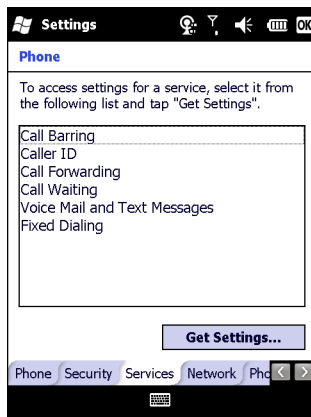 Settings
OK
Phone
To access settings for a service, select it from
the following list and tap "Get Settings".
Call Barring
Caller ID
Call Forwarding
Call Waiting
Voice Mail and Text Messages
Fixed Dialing
Get Settings...
Phone Security Services Network Pho